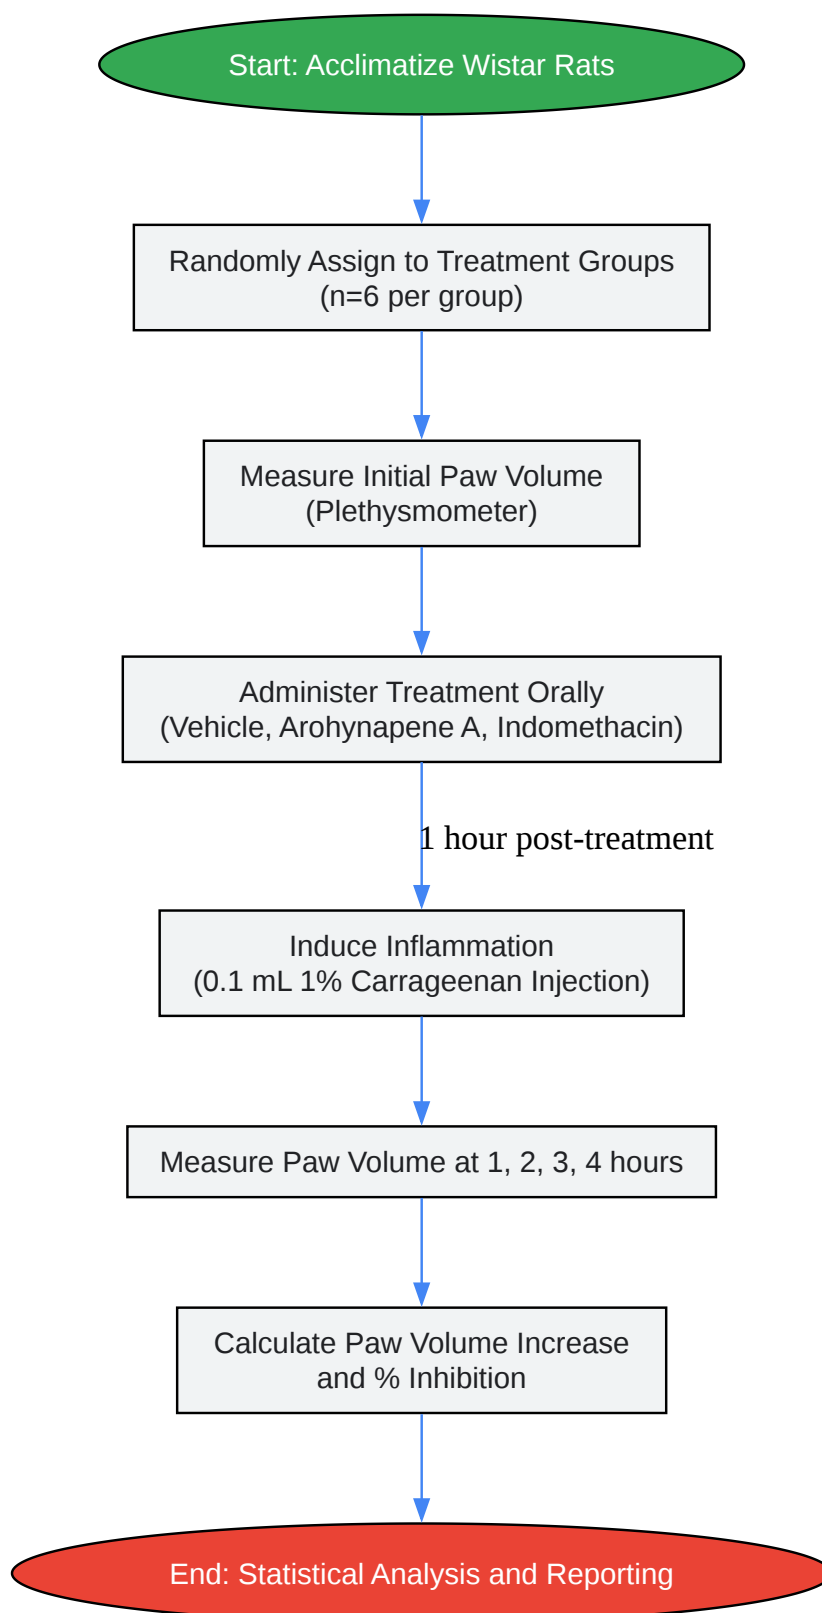 Start: Acclimatize Wistar Rats
Randomly Assign to Treatment Groups
(n=6 per group)
Measure Initial Paw Volume
(Plethysmometer)
Administer Treatment Orally
(Vehicle, Arohynapene A, Indomethacin)
1 hour post-treatment
Induce Inflammation
(0.1 mL 1% Carrageenan Injection)
Measure Paw Volume at 1, 2, 3, 4 hours
Calculate Paw Volume Increase
and % Inhibition
End: Statistical Analysis and Reporting